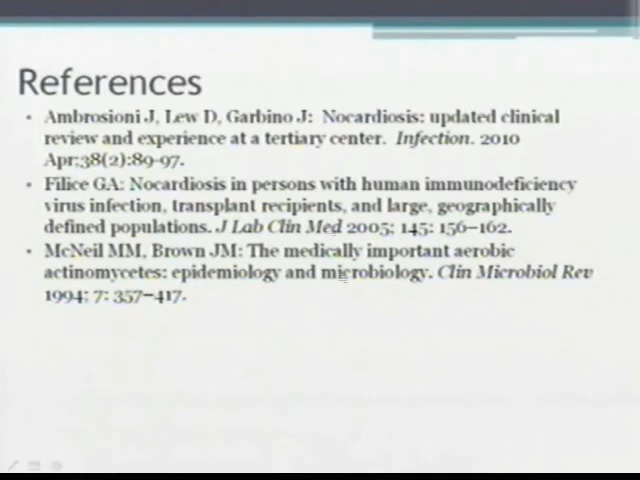 References
Ambrosioni J, Lew D, Garbino J: Nocardiosis: updated clinical
review and experience at a tertiary center. Infection. 2010
Apr;38(2):89-97.
Filice GA: Nocardiosis in persons with human immunodeficiency
virus infection, transplant recipients, and large, geographically
defined populations. J Lab Clin Med 2005; 145: 156–162.
McNeil MM, Brown JM: The medically important aerobic
actinomycetes: epidemiology and microbiology. Clin Microbiol Rev
1994; 7: 357–417.